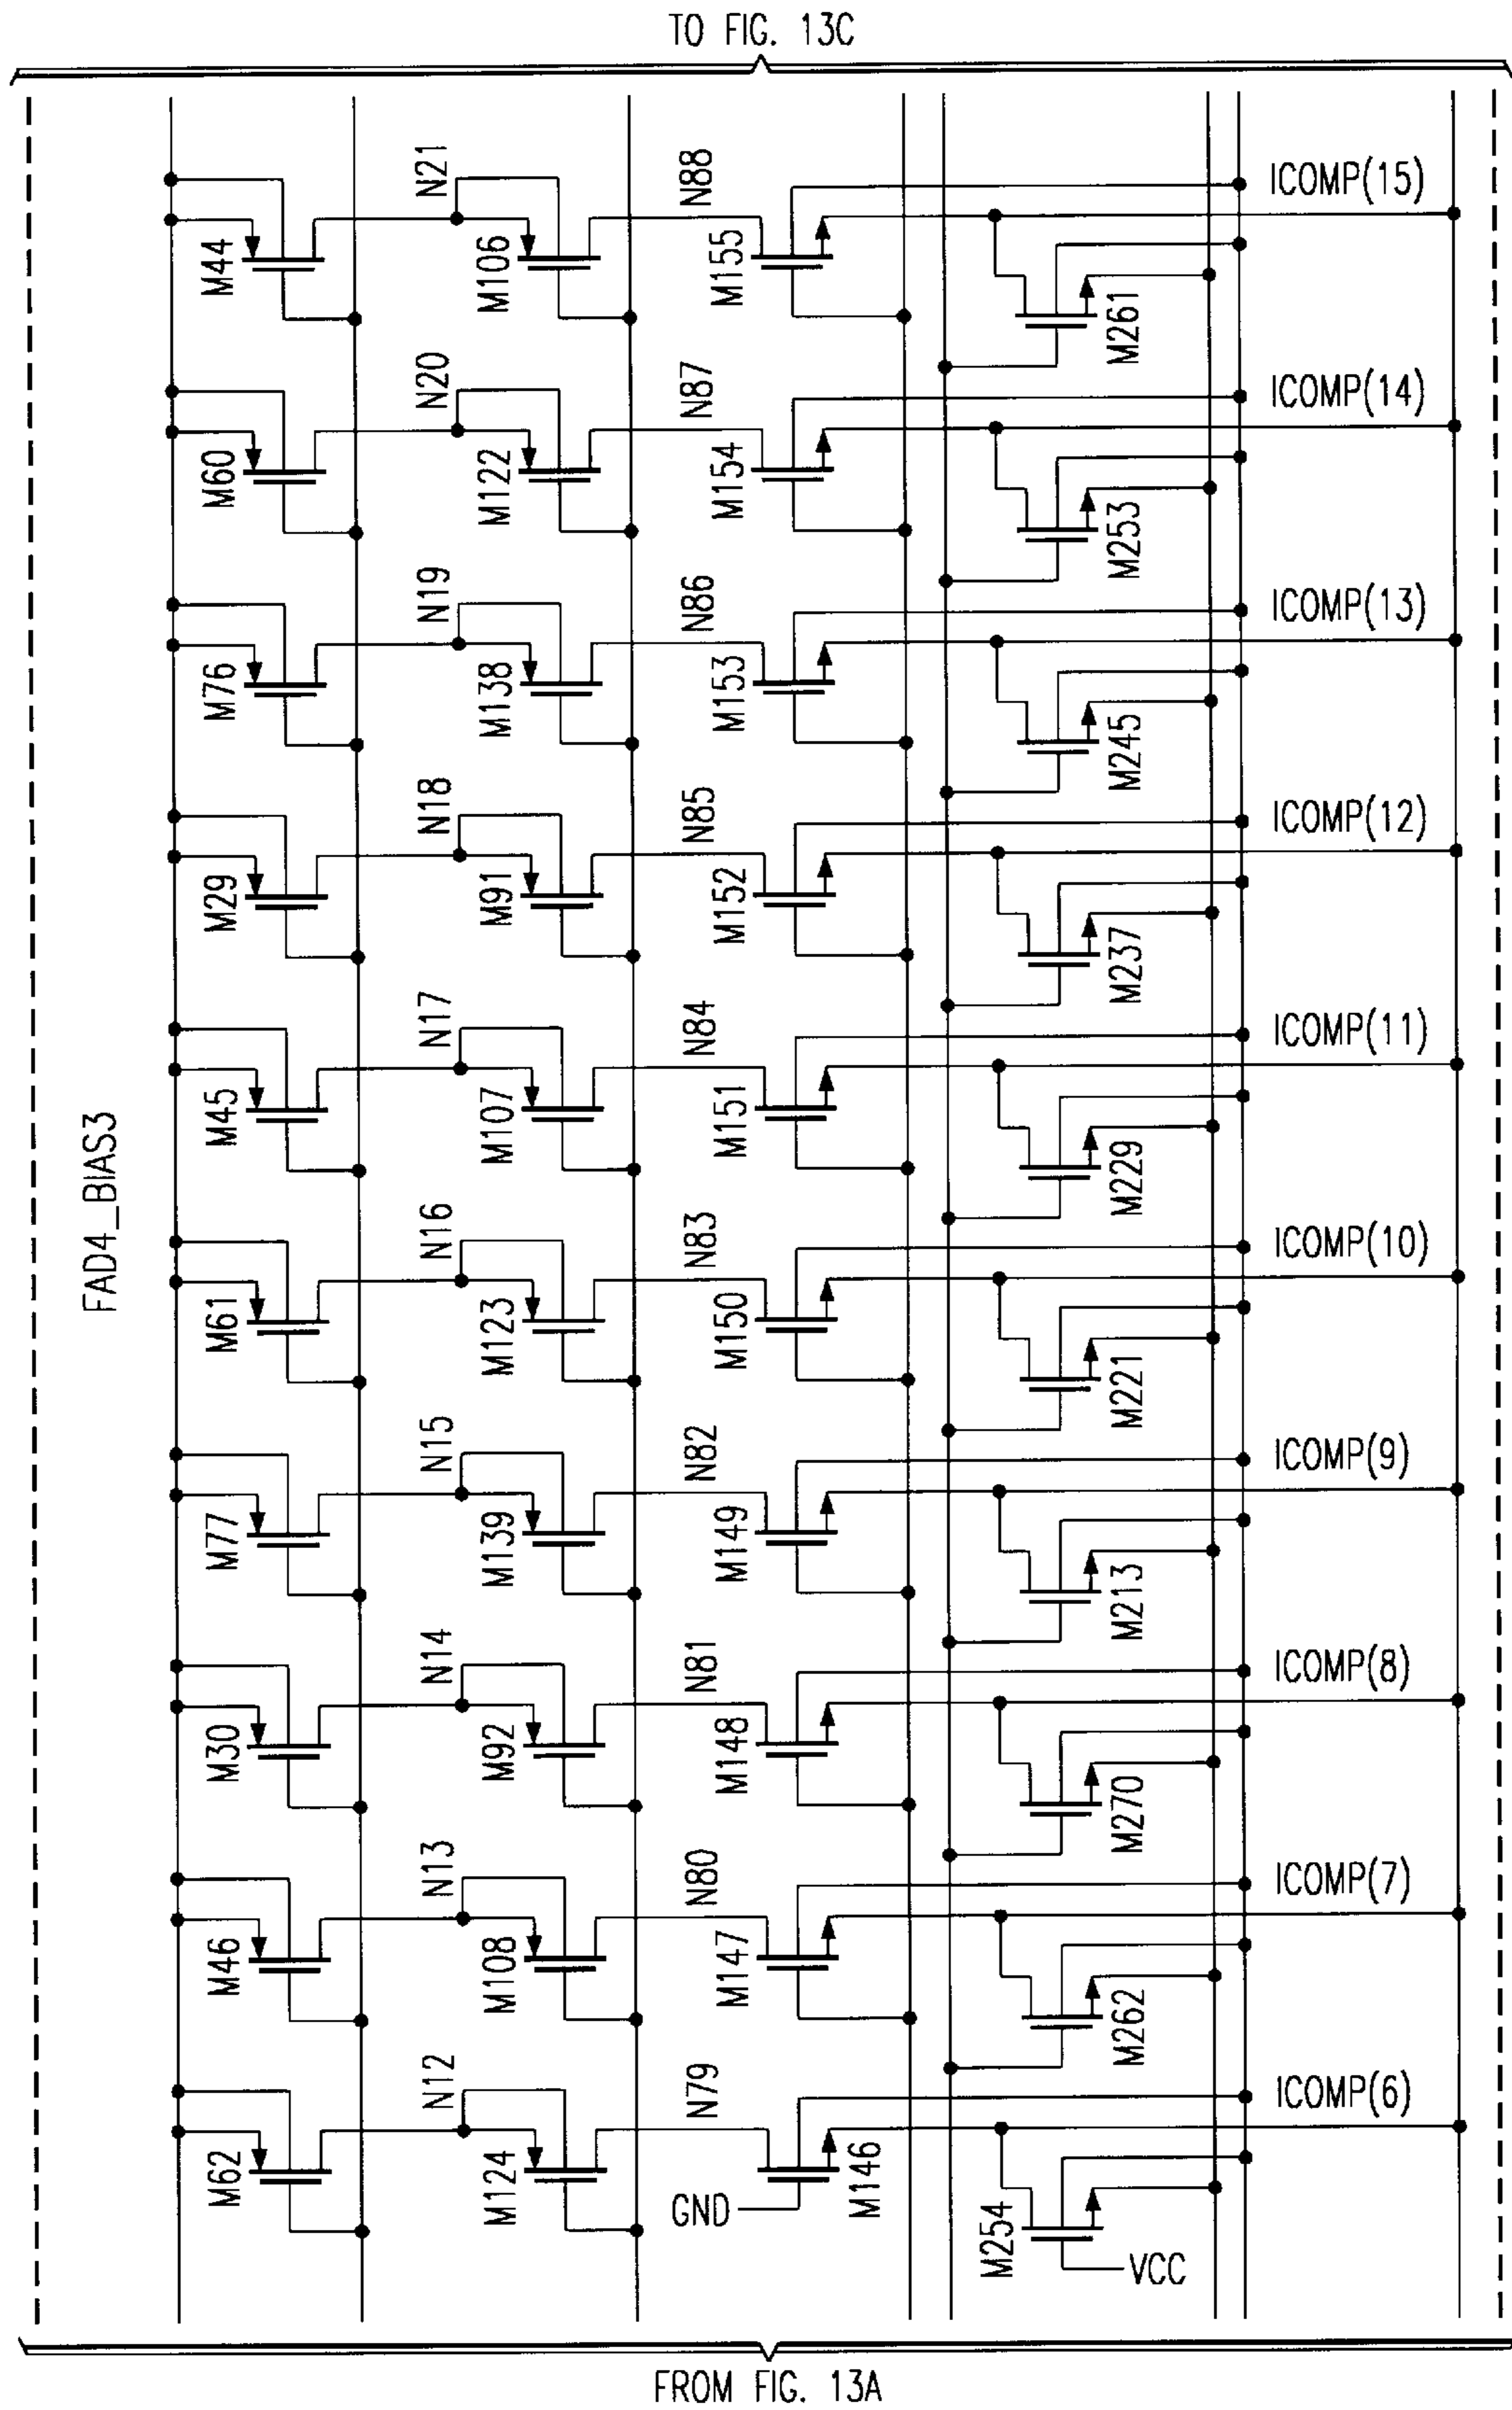 TO FIG. 13C
N21
N88
ICOMP(15)
M44
M106
M155
M261
N20
N87
ICOMP(14)
M60
M122
M154
M253
N19
N86
ICOMP(13)
M76
M138
M153
M245
N18
N85
ICOMP(12)
M29
M91
M152
M237
N17
N84
ICOMP(11)
M45
M107
M151
M229
FAD4_BIAS3
N16
N83
ICOMP(10)
M61
M123
M150
M221
N15
N82
ICOMP(9)
M77
M139
M149
M213
N14
N81
ICOMP(8)
M30
M92
M148
M270
N13
N80
ICOMP(7)
M46
M108
M147
M262
N12
N79
ICOMP(6)
M62
M124
GND
M146
M254
VCC
FROM FIG. 13A